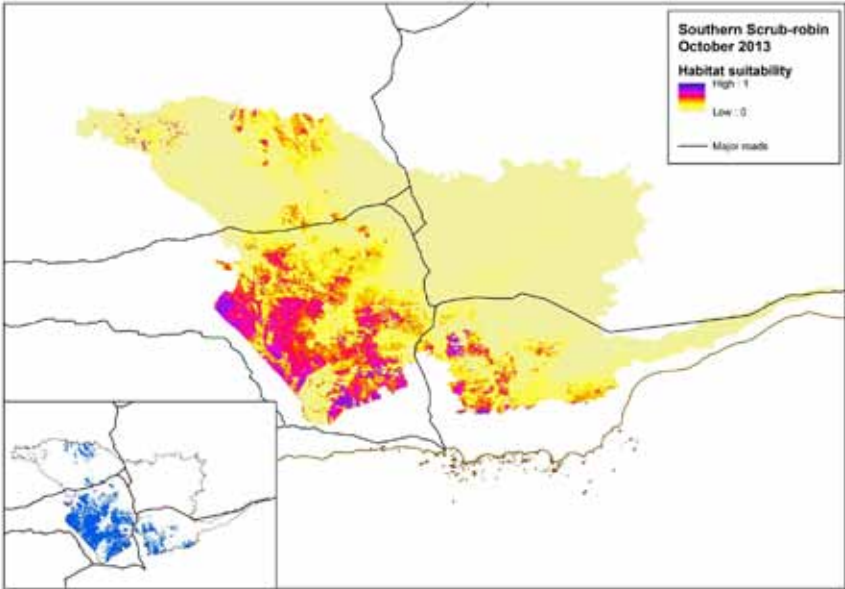 Southern Scrub-robin
October 2013
Habitat suitability
High : 1
Low : 0
Major roads